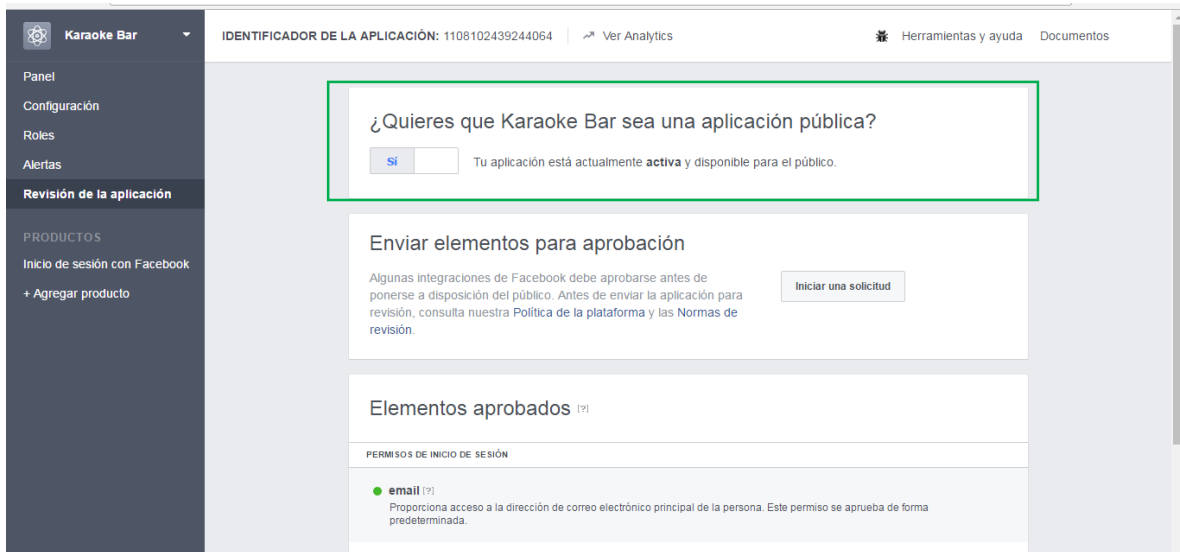 Karaoke Bar
IDENTIFICADOR DE LA APLICACIÓN: 1108102439244064
Ver Analytics
Herramientas y ayuda
Documentos
Panel
Configuración
Roles
Alertas
Revisión de la aplicación
PRODUCTOS
Inicio de sesión con Facebook
+ Agregar producto
¿Quieres que Karaoke Bar sea una aplicación pública?
Sí
Tu aplicación está actualmente activa y disponible para el público.
Enviar elementos para aprobación
Algunas integraciones de Facebook debe aprobarse antes de
ponerse a disposición del público. Antes de enviar la aplicación para
revisión, consulta nuestra Política de la plataforma y las Normas de
revisión.
Iniciar una solicitud
Elementos aprobados [?]
PERMISOS DE INICIO DE SESIÓN
email [?]
Proporciona acceso a la dirección de correo electrónico principal de la persona. Este permiso se aprueba de forma
predeterminada.